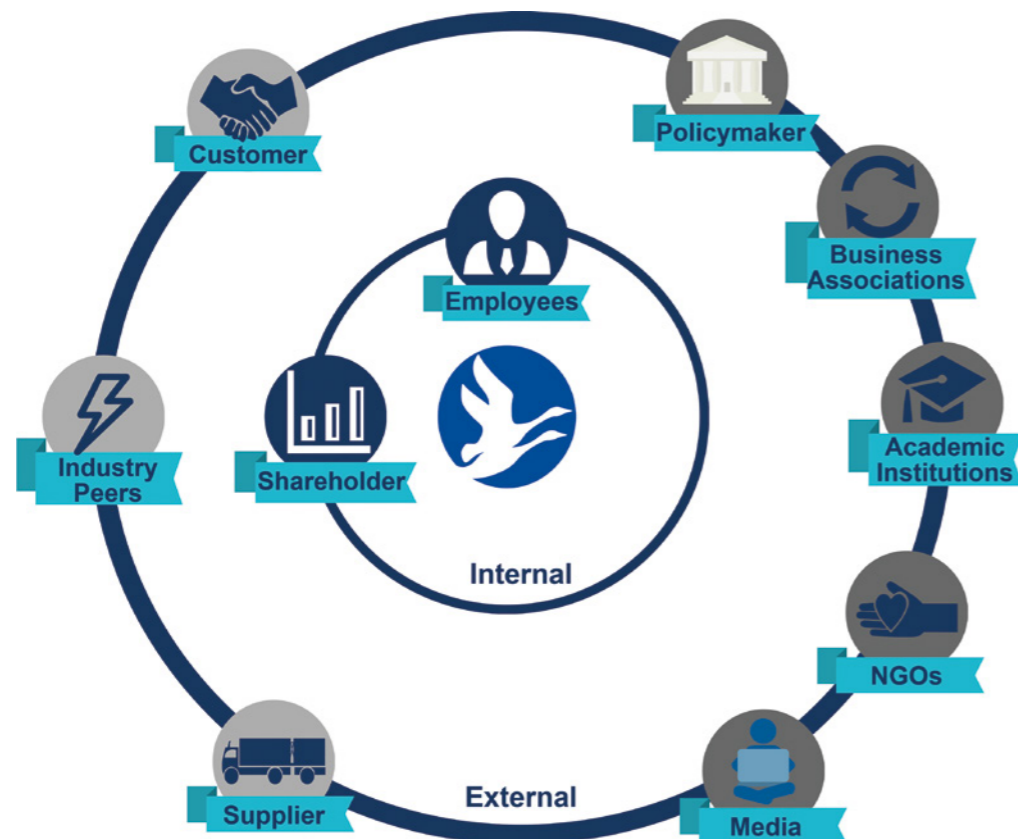 Customer
Policymaker
Business
Associations
Employees
Industry
Peers
Shareholder
Academic
Institutions
Internal
NGOs
Supplier
External
Media